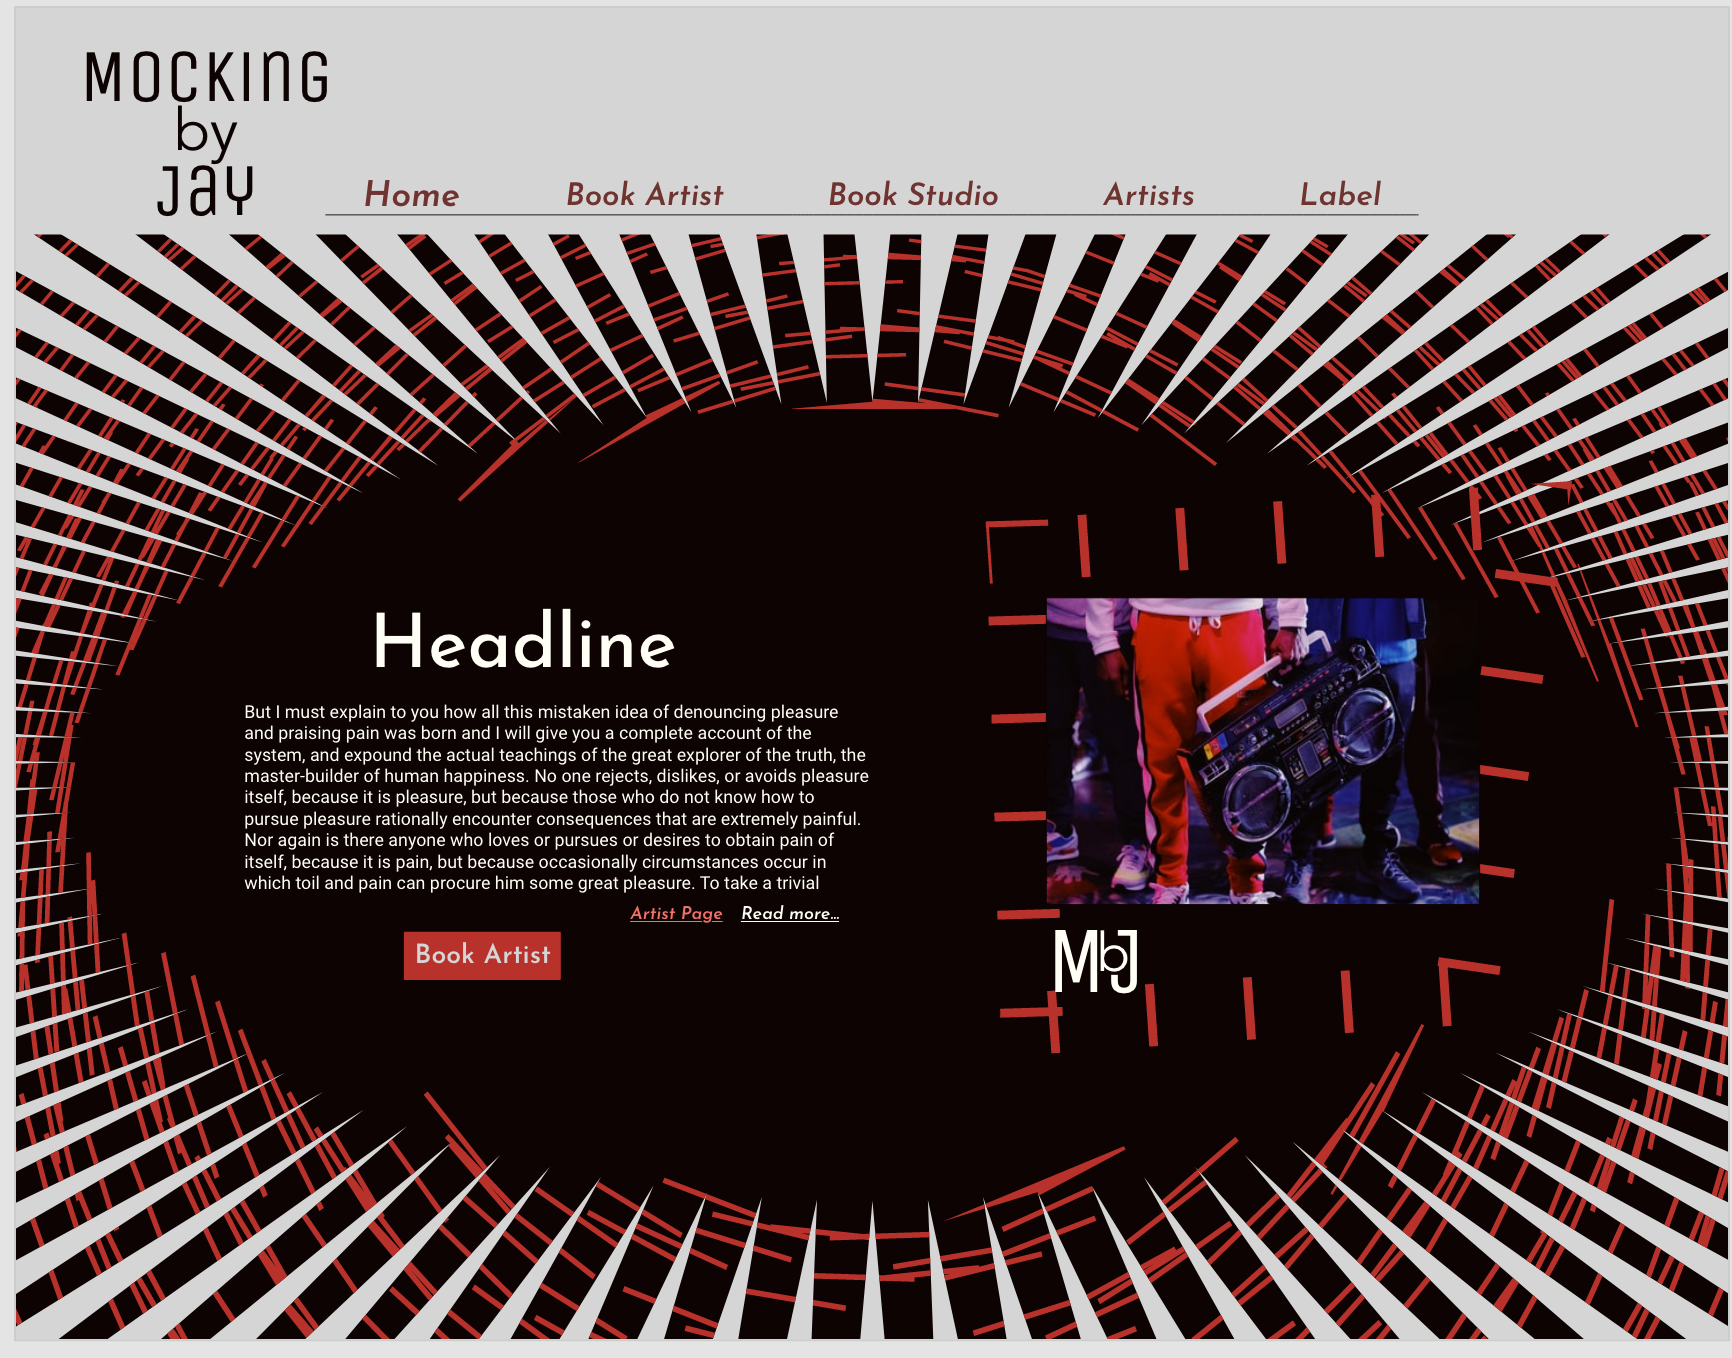 MOCKING
by
Jay
Home Book Artist Book Studio Artists Label
Headline
But I must explain to you how all this mistaken idea of denouncing pleasure
and praising pain was born and I will give you a complete account of the
system, and expound the actual teachings of the great explorer of the truth, the
master-builder of human happiness. No one rejects, dislikes, or avoids pleasure
itself, because it is pleasure, but because those who do not know how to
pursue pleasure rationally encounter consequences that are extremely painful.
Nor again is there anyone who loves or pursues or desires to obtain pain of
itself, because it is pain, but because occasionally circumstances occur in
which toil and pain can procure him some great pleasure. To take a trivial
Artist Page Read more...
Book Artist
MbJ